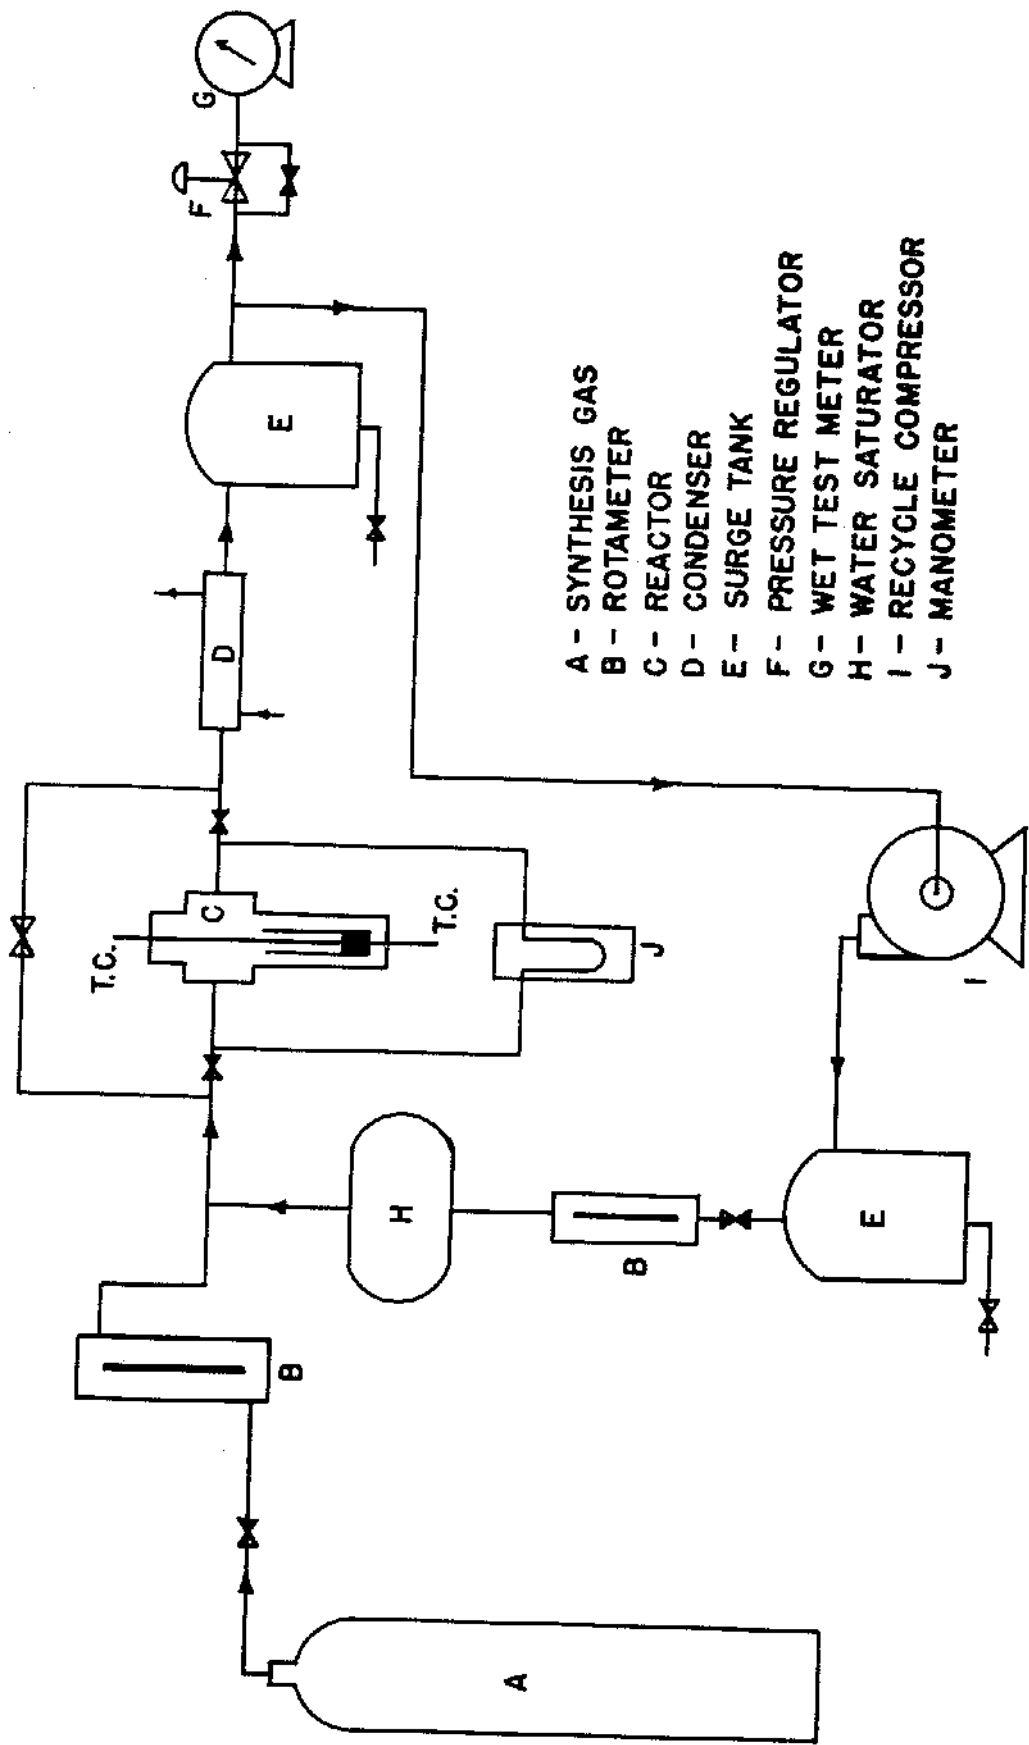 G
F
E
D
T.C.
C
T.C.
J
I
H
B
E
B
A
A - SYNTHESIS GAS
B - ROTAMETER
C - REACTOR
D - CONDENSER
E - SURGE TANK
F - PRESSURE REGULATOR
G - WET TEST METER
H - WATER SATURATOR
I - RECYCLE COMPRESSOR
J - MANOMETER